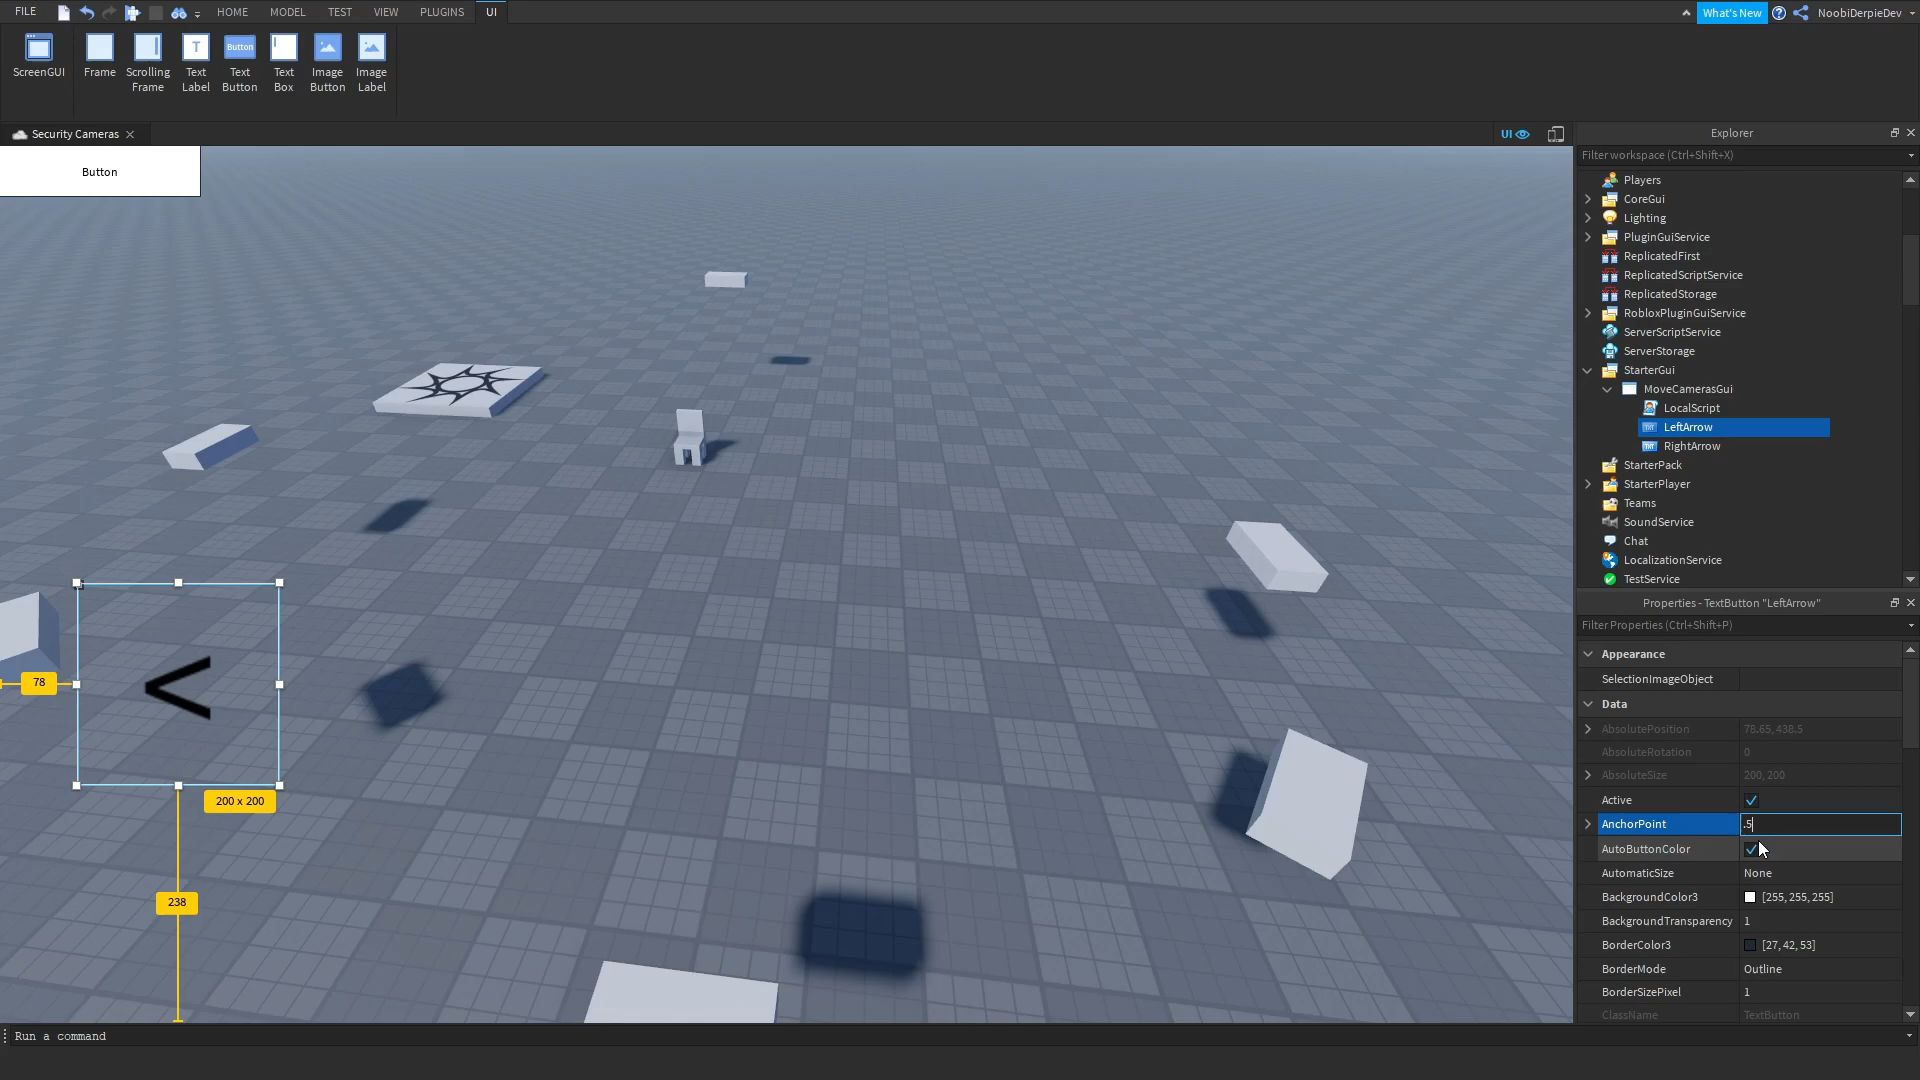 FILE
HOME
MODEL
TEST
VIEW
PLUGINS
UI
What's New
NoobiDerpieDev
ScreenGUI
Frame
Scrolling
Frame
Text
Label
Button
Text
Button
Text
Box
Image
Button
Image
Label
Security Cameras
UI
Button
<
78
200 x 200
238
Explorer
Filter workspace (Ctrl+Shift+X)
Players
CoreGui
Lighting
PluginGuiService
ReplicatedFirst
ReplicatedScriptService
ReplicatedStorage
RobloxPluginGuiService
ServerScriptService
ServerStorage
StarterGui
MoveCamerasGui
LocalScript
LeftArrow
RightArrow
StarterPack
StarterPlayer
Teams
SoundService
Chat
LocalizationService
TestService
Properties - TextButton "LeftArrow"
Filter Properties (Ctrl+Shift+P)
Appearance
SelectionImageObject
Data
AbsolutePosition 78.65, 438.5
AbsoluteRotation 0
AbsoluteSize 200, 200
Active
AnchorPoint .5
AutoButtonColor
AutomaticSize None
BackgroundColor3 [255, 255, 255]
BackgroundTransparency 1
BorderColor3 [27, 42, 53]
BorderMode Outline
BorderSizePixel 1
ClassName TextButton
Run a command